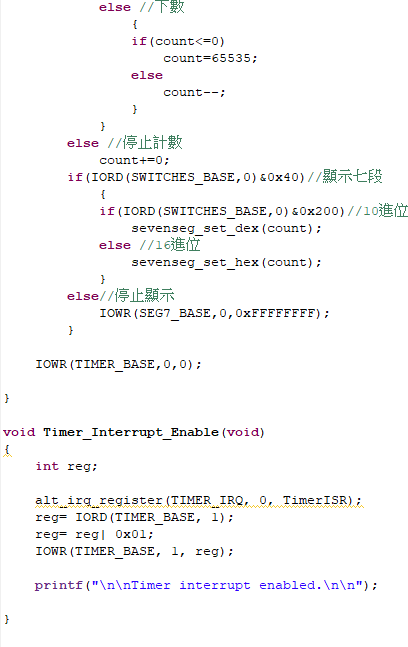 else //下數
{
if(count<=0)
count=65535;
else
count--;
}
}
else //停止計數
count+=0;
if(IORD(SWITCHES_BASE,0)&0x40)//顯示七段
{
if(IORD(SWITCHES_BASE,0)&0x200)//10進位
sevenseg_set_dex(count);
else //16進位
sevenseg_set_hex(count);
}
else//停止顯示
IOWR(SEG7_BASE,0,0xFFFFFFFF);
}
IOWR(TIMER_BASE,0,0);
}
void Timer_Interrupt_Enable(void)
{
int reg;
alt_irq_register(TIMER_IRQ, 0, TimerISR);
reg= IORD(TIMER_BASE, 1);
reg= reg| 0x01;
IOWR(TIMER_BASE, 1, reg);
printf("\n\nTimer interrupt enabled.\n\n");
}